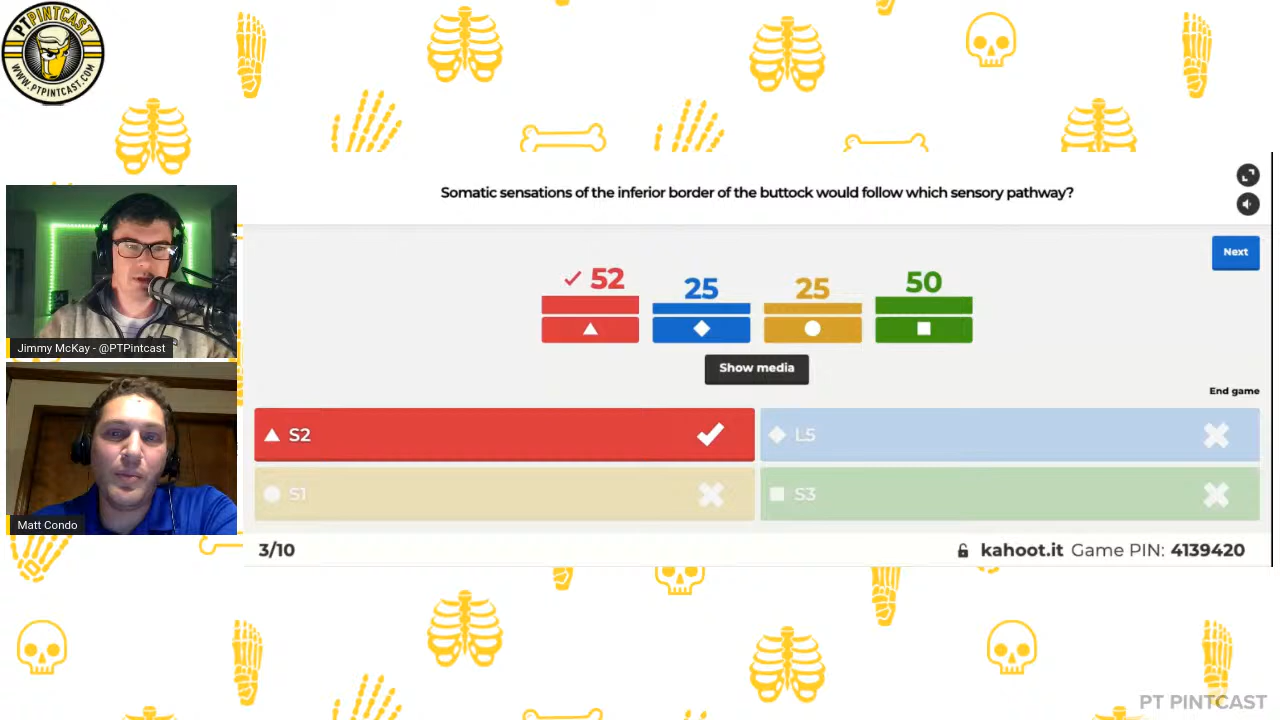 PTPINTCAST
WWW.PTPINTCAST.COM
Somatic sensations of the inferior border of the buttock would follow which sensory pathway?
Next
52
25
25
50
Show media
End game
S2
L5
S1
S3
3/10
kahoot.it Game PIN: 4139420
Jimmy McKay - @PTPintcast
Matt Condo
PT PINTCAST